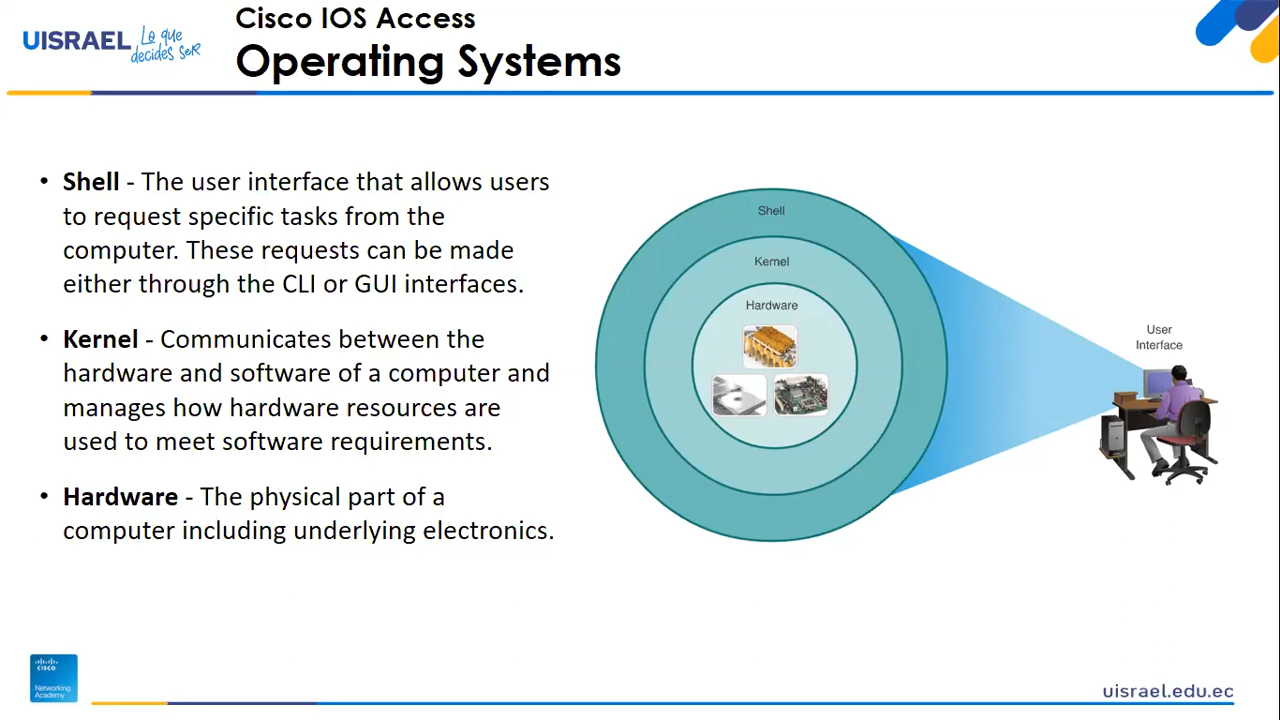 Cisco IOS Access
UISRAEL Lo que
decides seR
Operating Systems
• Shell - The user interface that allows users
to request specific tasks from the
computer. These requests can be made
either through the CLI or GUI interfaces.
• Kernel - Communicates between the
hardware and software of a computer and
manages how hardware resources are
used to meet software requirements.
• Hardware - The physical part of a
computer including underlying electronics.
Shell
Kernel
Hardware
User
Interface
cisco
Networking
Academy
uisrael.edu.ec